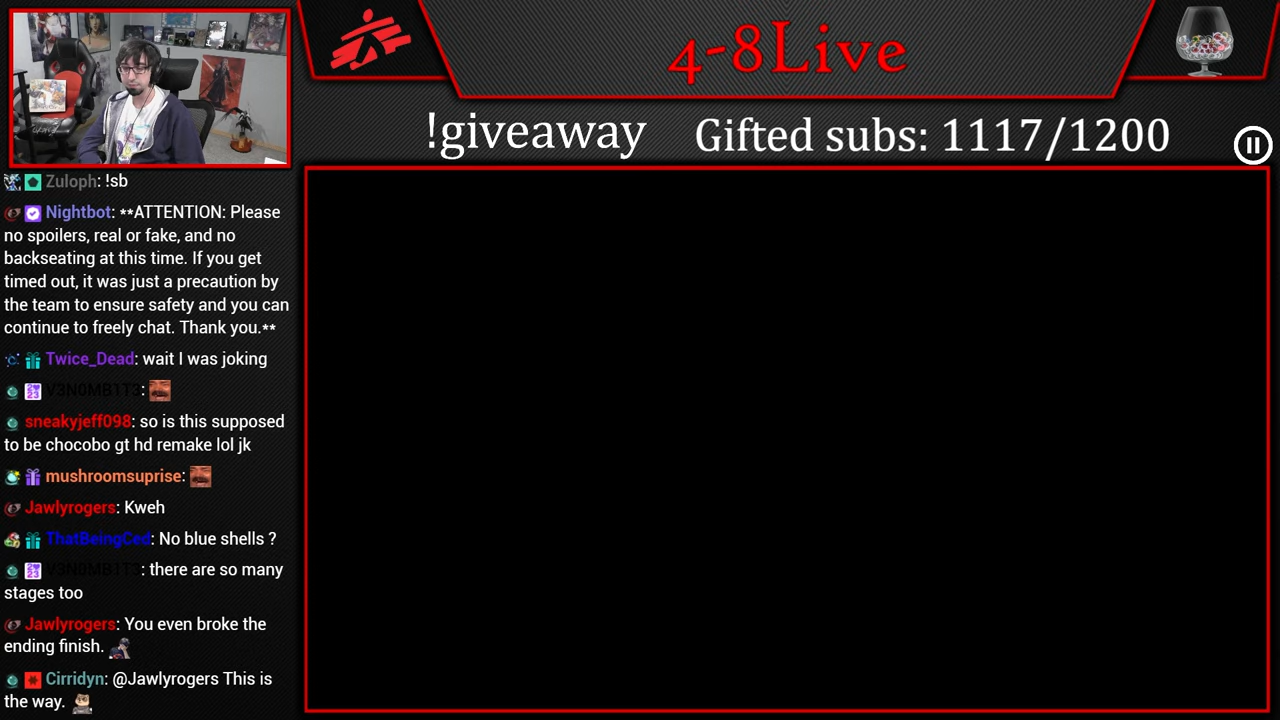 4-8Live
!giveaway
Gifted subs: 1117/1200
Zuloph: !sb
Nightbot: **ATTENTION: Please
no spoilers, real or fake, and no
backseating at this time. If you get
timed out, it was just a precaution by
the team to ensure safety and you can
continue to freely chat. Thank you.**
Twice_Dead: wait I was joking
V3N0MB1T3:
sneakyjeff098: so is this supposed
to be chocobo gt hd remake lol jk
mushroomsuprise:
Jawlyrogers: Kweh
ThatBeingCed: No blue shells ?
V3N0MB1T3: there are so many
stages too
Jawlyrogers: You even broke the
ending finish.
Cirridyn: @Jawlyrogers This is
the way.